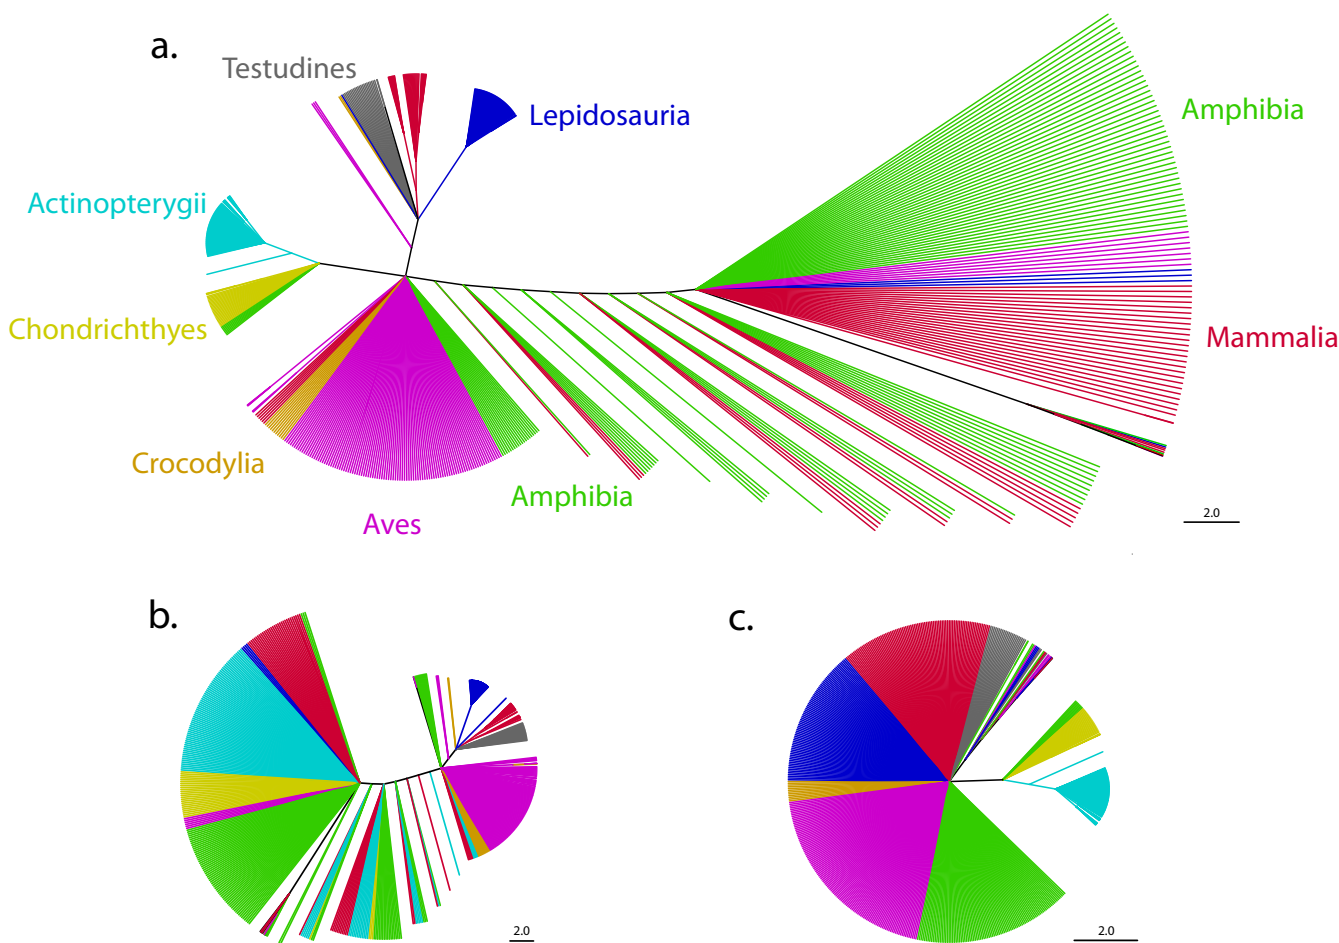 a.
Testudines
Lepidosauria
Amphibia
Actinopterygii
Chondrichthyes
Mammalia
Crocodylia
Amphibia
Aves
2.0
b.
c.
2.0
2.0